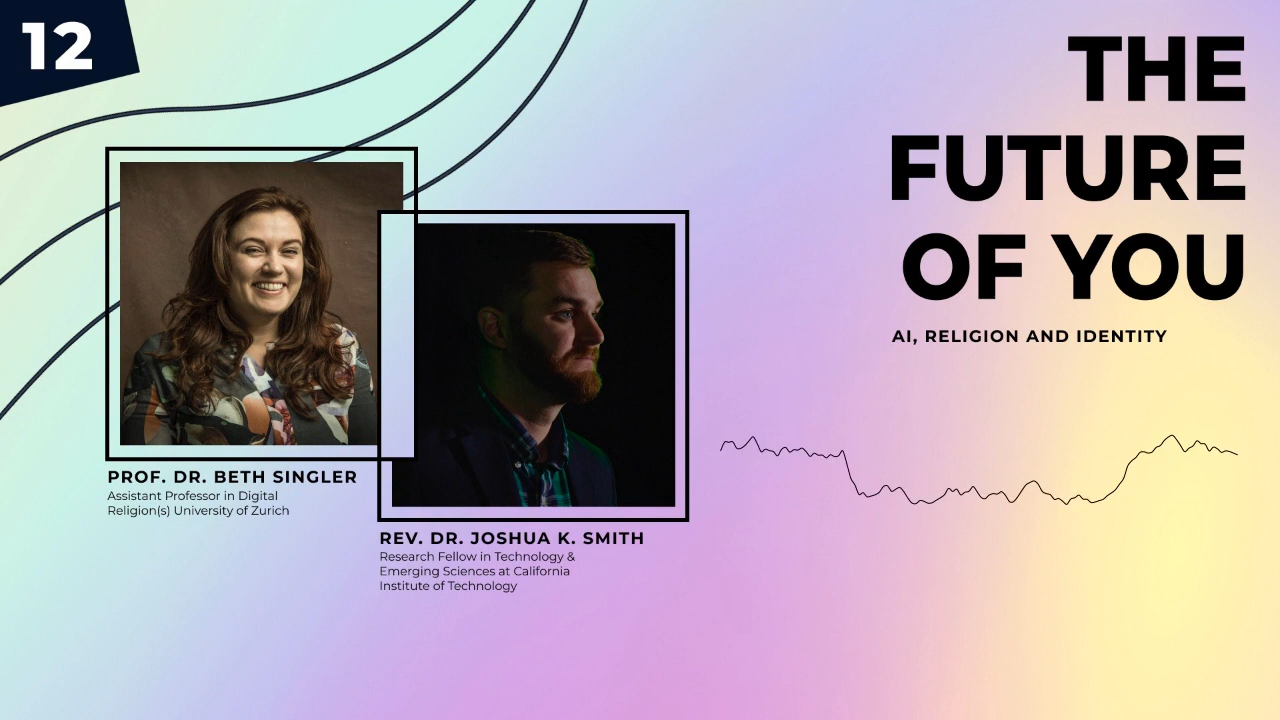 12
THE
FUTURE
OF YOU
AI, RELIGION AND IDENTITY
PROF. DR. BETH SINGLER
Assistant Professor in Digital
Religion(s) University of Zurich
REV. DR. JOSHUA K. SMITH
Research Fellow in Technology &
Emerging Sciences at California
Institute of Technology